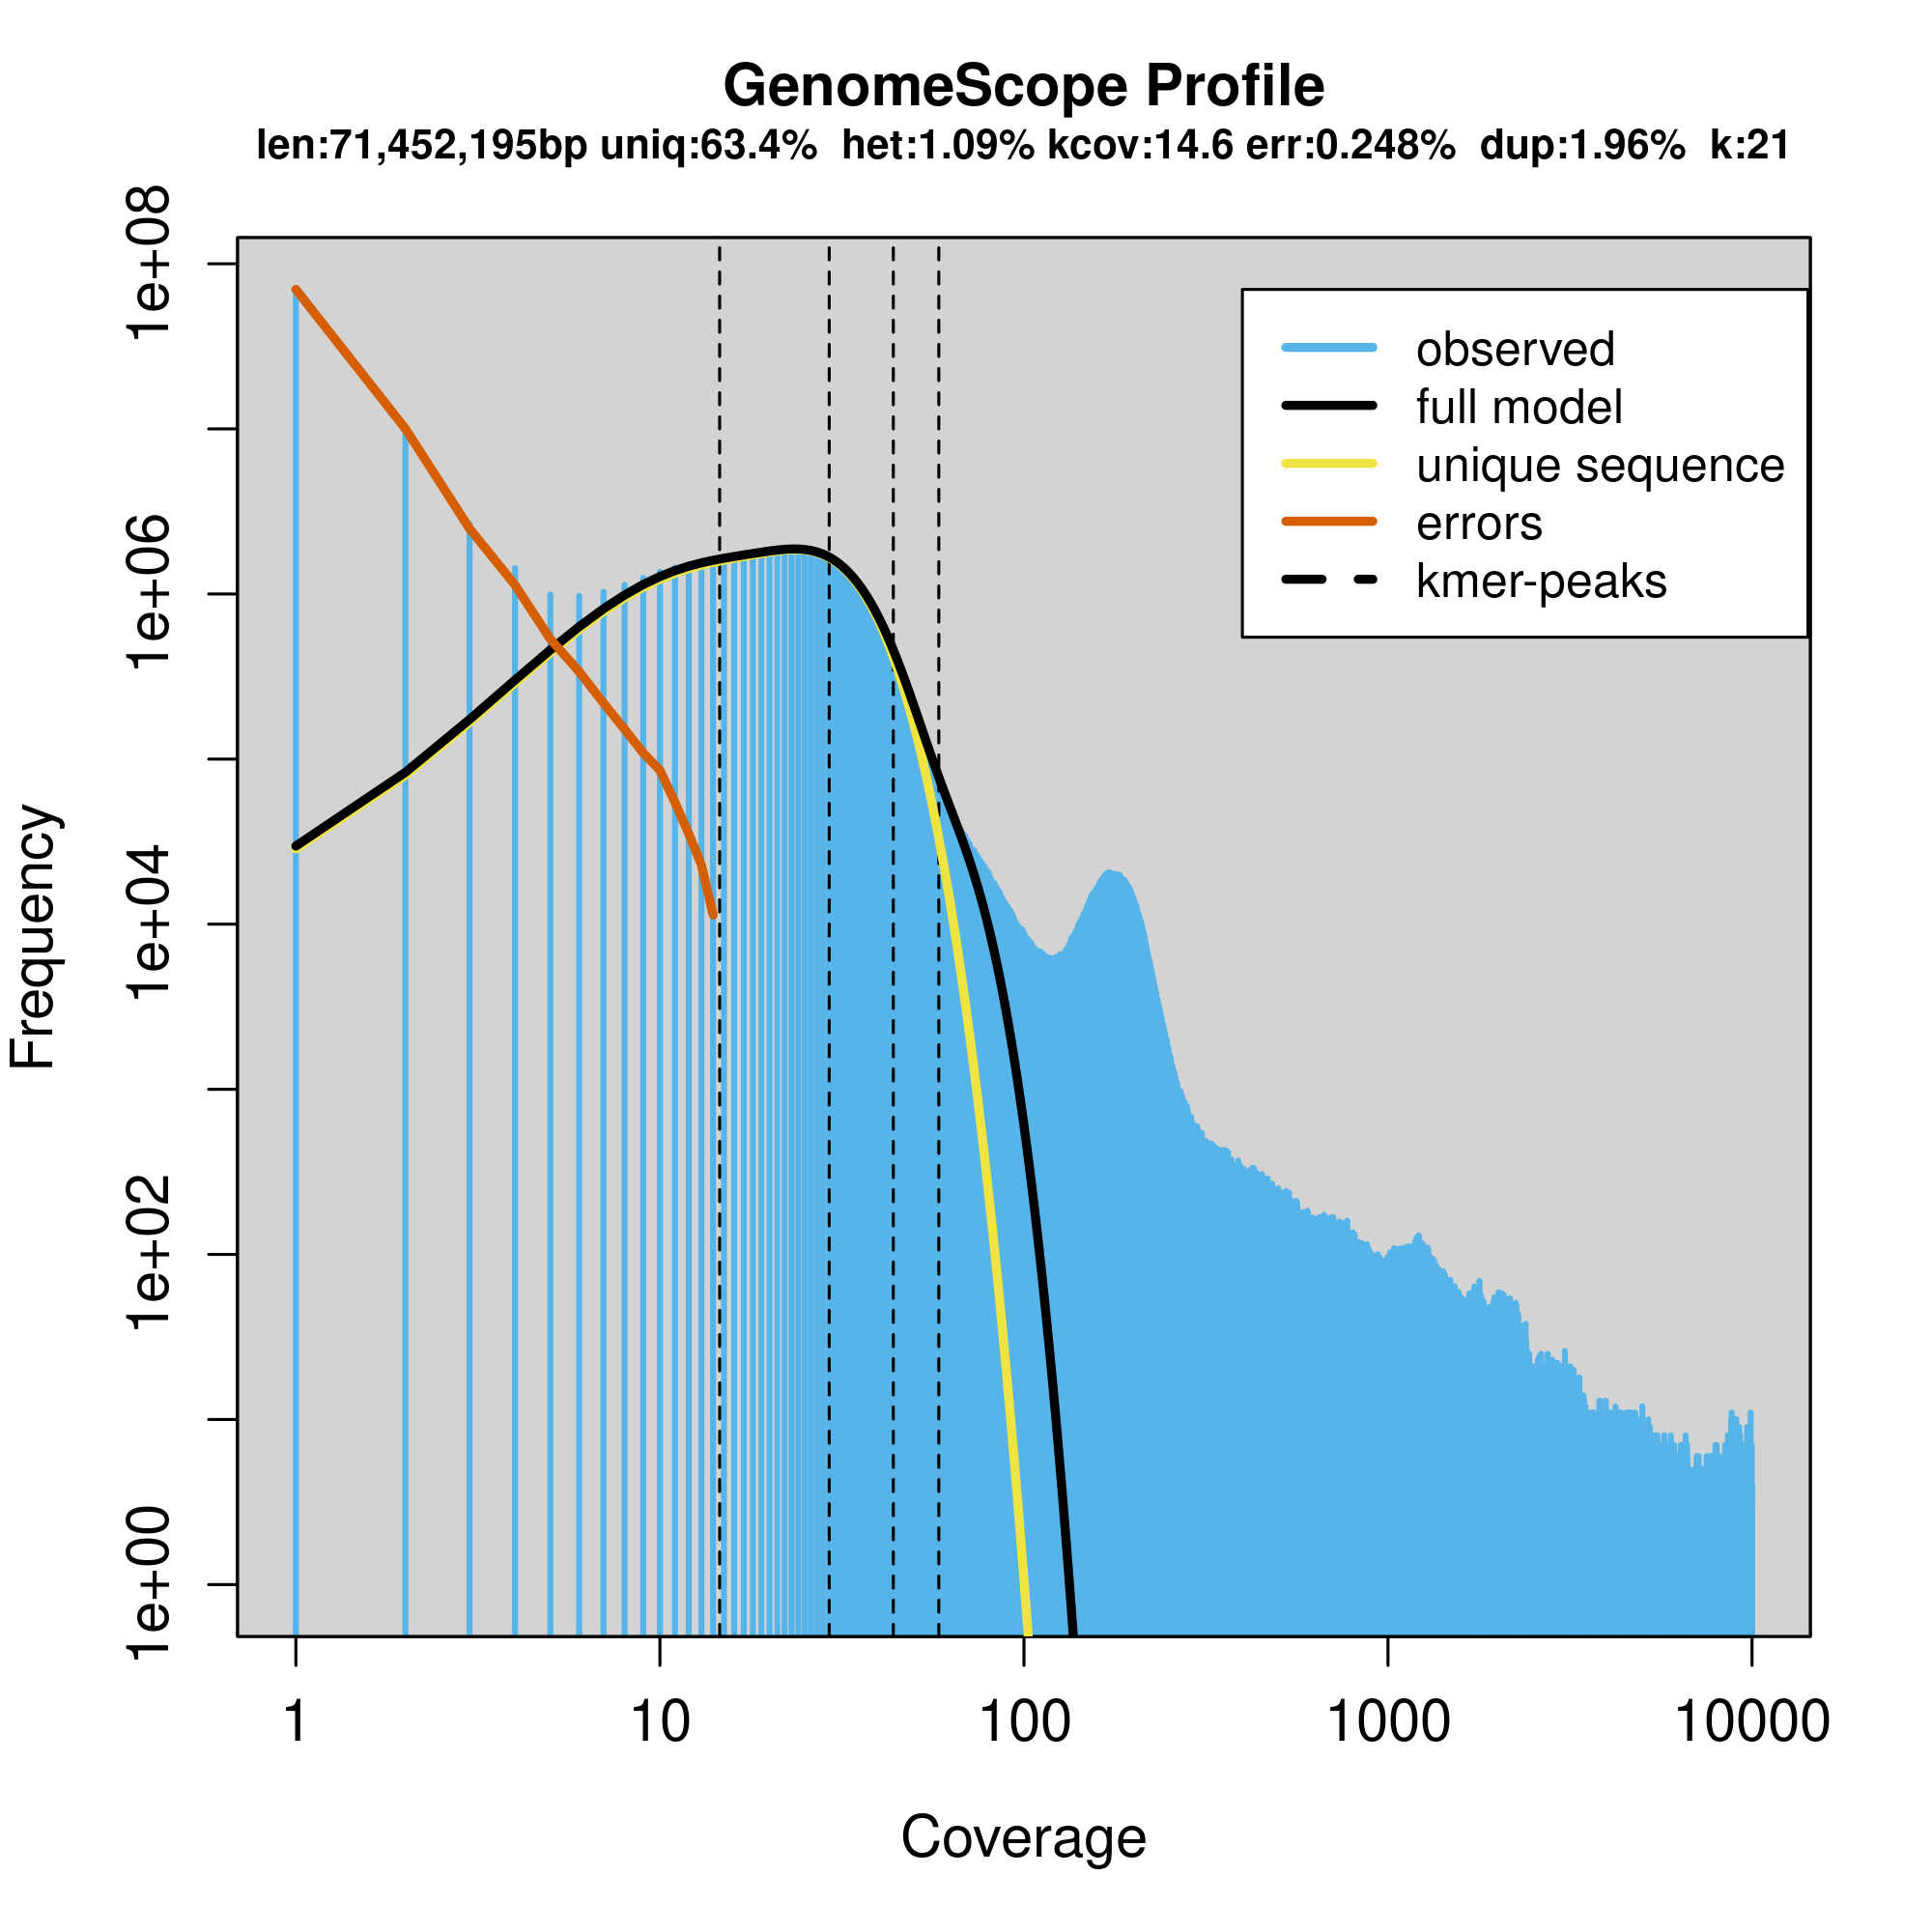 GenomeScope Profile
len:71,452,195bp uniq:63.4% het:1.09% kcov:14.6 err:0.248% dup:1.96% k:21
1e+08
1e+06
1e+04
1e+02
1e+00
Frequency
observed
full model
unique sequence
errors
kmer-peaks
1 10 100 1000 10000
Coverage